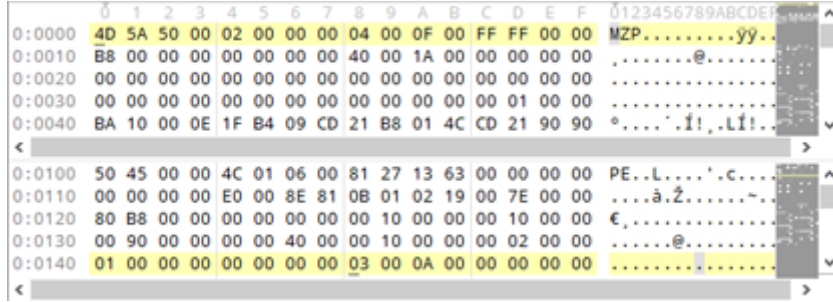 0 1 2 3 4 5 6 7 8 9 A B C D E F 0123456789ABCDEF
0:0000 4D 5A 50 00 02 00 00 00 04 00 0F 00 FF FF 00 00 MZP.........ÿÿ..
0:0010 B8 00 00 00 00 00 00 00 40 00 1A 00 00 00 00 00 ¸.......@.......
0:0020 00 00 00 00 00 00 00 00 00 00 00 00 00 00 00 00 ................
0:0030 00 00 00 00 00 00 00 00 00 00 00 00 00 01 00 00 ................
0:0040 BA 10 00 0E 1F B4 09 CD 21 B8 01 4C CD 21 90 90 º....´.Í!¸.LÍ!..
0:0100 50 45 00 00 4C 01 06 00 81 27 13 63 00 00 00 00 PE..L....'.c....
0:0110 00 00 00 00 E0 00 8E 81 0B 01 02 19 00 7E 00 00 ....à.Ž......~..
0:0120 80 B8 00 00 00 00 00 00 00 10 00 00 00 10 00 00 €¸..............
0:0130 00 90 00 00 00 40 00 00 10 00 00 00 02 00 00 .......@........
0:0140 01 00 00 00 00 00 00 00 03 00 0A 00 00 00 00 00 ................